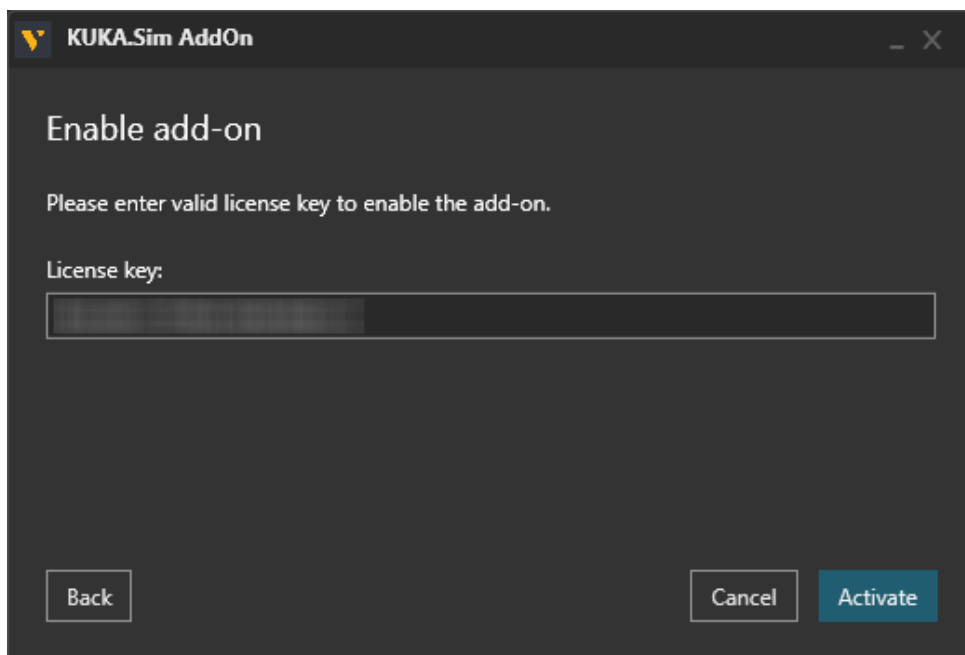 KUKA.Sim AddOn
Enable add-on
Please enter valid license key to enable the add-on.
License key:
Back
Cancel
Activate